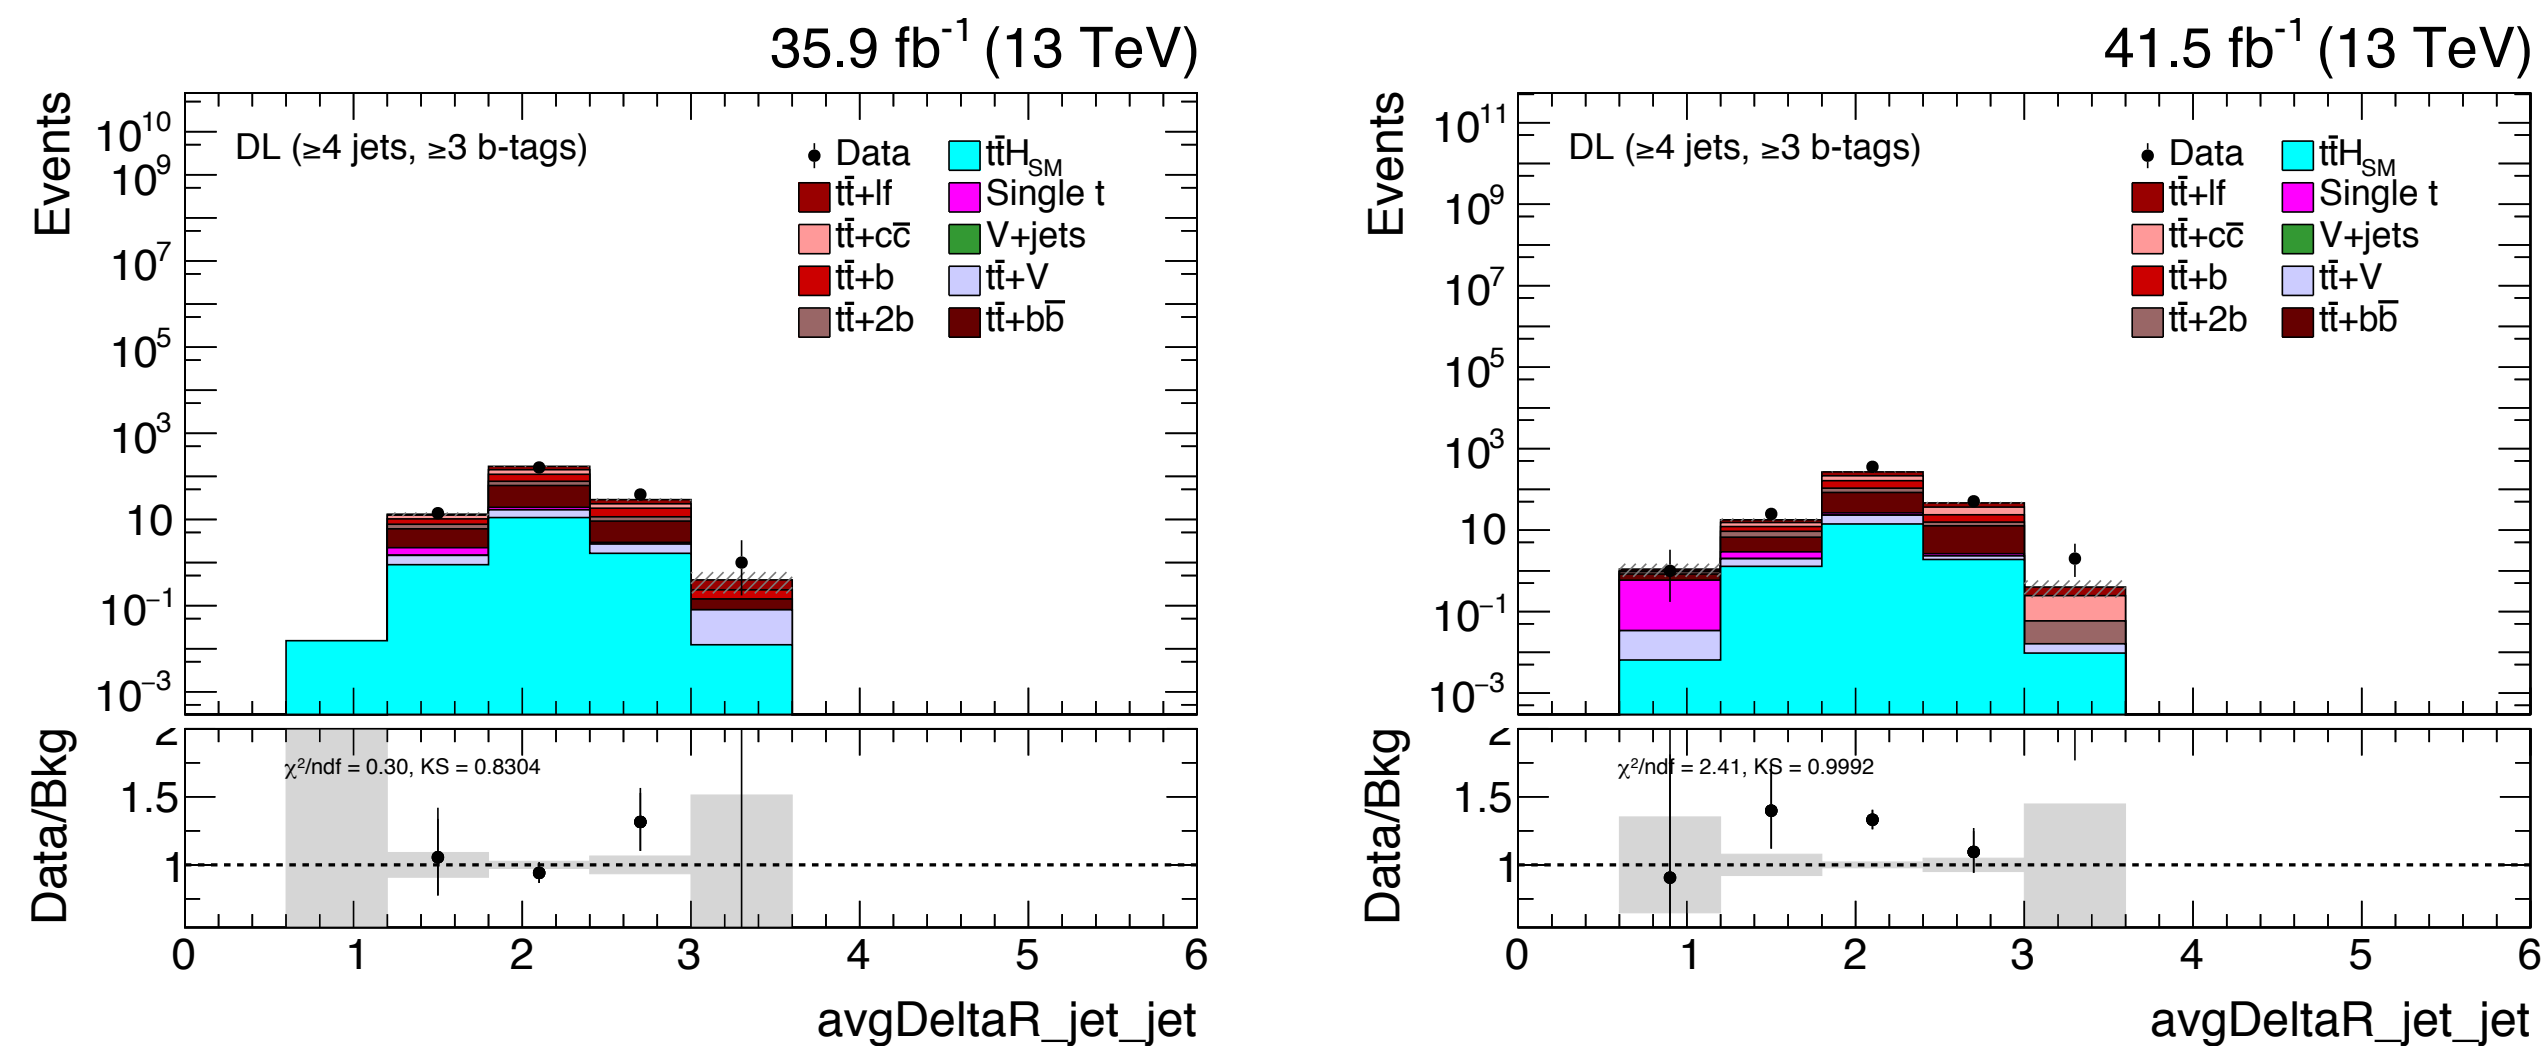 35.9 fb⁻¹ (13 TeV)
Events
10¹⁰
10⁹
10⁷
10⁵
10³
10
10⁻¹
10⁻³
DL (≥4 jets, ≥3 b-tags)
Data
tt̄H_SM
tt̄+lf
Single t
tt̄+cc̄
V+jets
tt̄+b
tt̄+V
tt̄+2b
tt̄+bb̄
Data/Bkg
2
1.5
1
χ²/ndf = 0.30, KS = 0.8304
0 1 2 3 4 5 6
avgDeltaR_jet_jet
41.5 fb⁻¹ (13 TeV)
Events
10¹¹
10⁹
10⁷
10⁵
10³
10
10⁻¹
10⁻³
DL (≥4 jets, ≥3 b-tags)
Data
tt̄H_SM
tt̄+lf
Single t
tt̄+cc̄
V+jets
tt̄+b
tt̄+V
tt̄+2b
tt̄+bb̄
Data/Bkg
2
1.5
1
χ²/ndf = 2.41, KS = 0.9992
0 1 2 3 4 5 6
avgDeltaR_jet_jet